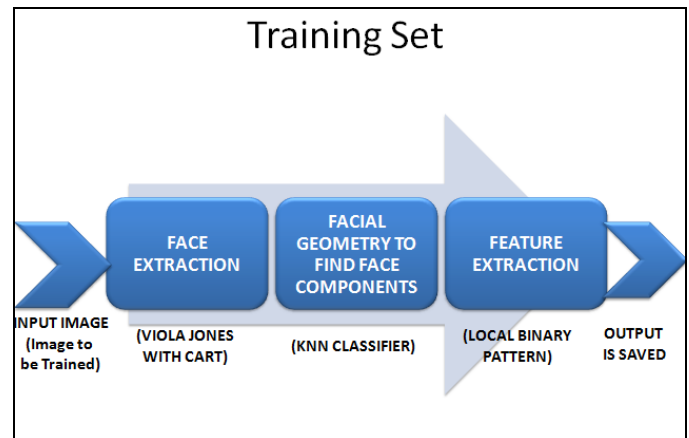 Training Set
FACE
EXTRACTION
FACIAL
GEOMETRY TO
FIND FACE
COMPONENTS
FEATURE
EXTRACTION
INPUT IMAGE
(Image to
be Trained)
(VIOLA JONES
WITH CART)
(KNN CLASSIFIER)
(LOCAL BINARY
PATTERN)
OUTPUT
IS SAVED